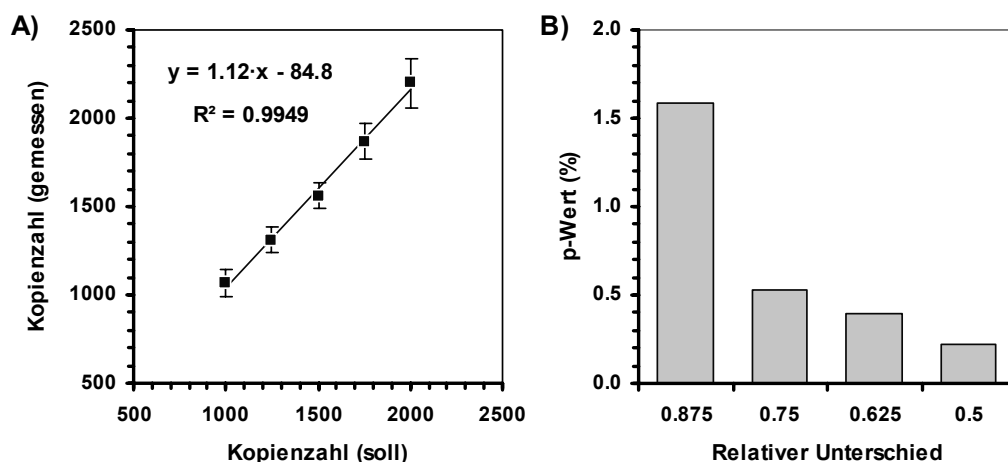 A)
2500
2000
1500
1000
500
500 1000 1500 2000 2500
Kopienzahl (gemessen)
Kopienzahl (soll)
y = 1.12·x - 84.8
R² = 0.9949
B)
2.0
1.5
1.0
0.5
0.0
0.875 0.75 0.625 0.5
p-Wert (%)
Relativer Unterschied